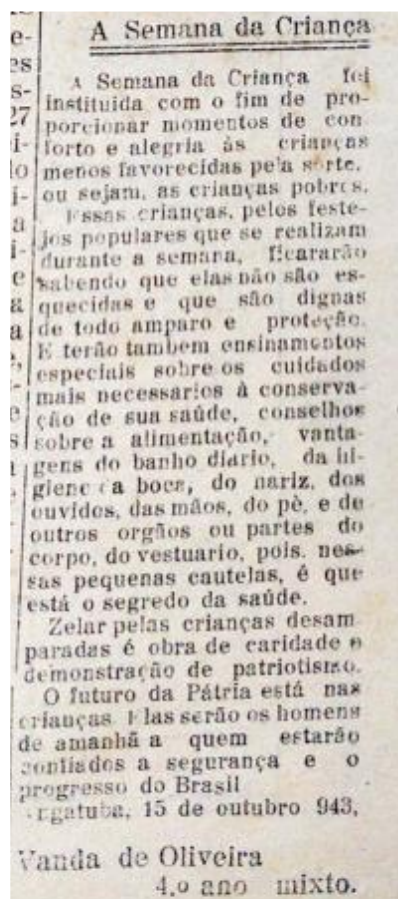 A Semana da Criança
A Semana da Criança foi
instituida com o fim de pro-
porcionar momentos de con
forto e alegria às crianças
menos favorecidas pela sorte,
ou sejam, as crianças pobres.
Essas crianças, pelos feste-
jos populares que se realizam
durante a semana, ficararão
sabendo que elas não são es-
quecidas e que são dignas
de todo amparo e proteção.
E terão tambem ensinamentos
especiais sobre os cuidados
mais necessarios à conserva-
ção de sua saûde, conselhos
sobre a alimentação, vanta-
gens do banho diário, da hi-
giene da boca, do nariz, dos
ouvidos, das mãos, do pè, e de
outros orgãos ou partes do
corpo, do vestuario, pois, nes-
sas pequenas cautelas, é que
está o segredo da saûde.
Zelar pelas crianças desam
paradas é obra de caridade e
demonstração de patriotismo.
O futuro da Pátria está nas
crianças. Elas serão os homens
de amanhã a quem estarão
confiados a segurança e o
progresso do Brasil
15 de outubro 943,
Vanda de Oliveira
4.º ano mixto.